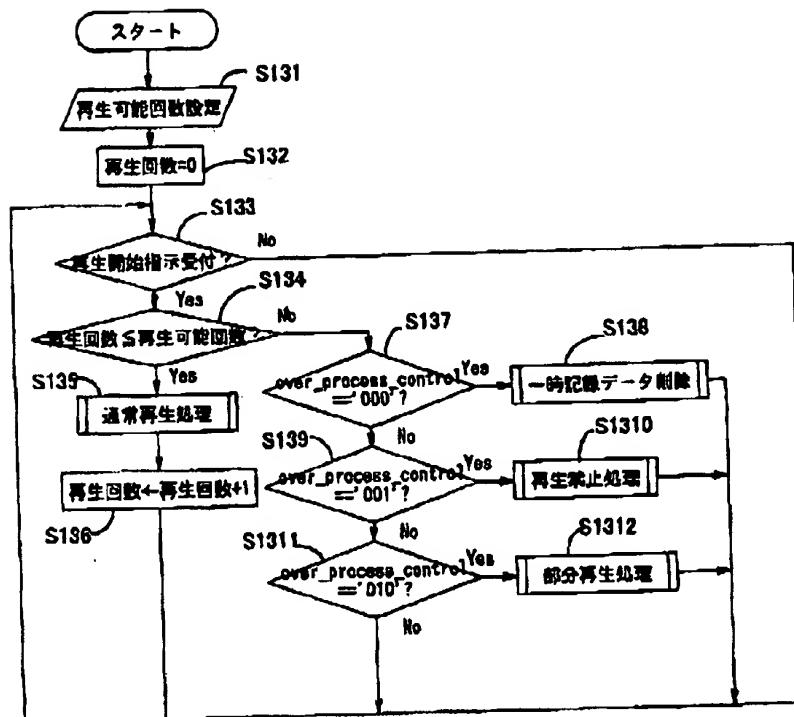 スタート
S131
再生可能回数設定
S132
再生回数=0
S133
再生開始指示受付?
No
Yes
S134
再生回数≦再生可能回数?
No
Yes
S135
通常再生処理
再生回数←再生回数+1
S136
S137
over_process_control
=='000'?
Yes
No
S138
一時記録データ削除
S139
over_process_control
=='001'?
Yes
No
S1310
再生禁止処理
S1311
over_process_control
=='010'?
Yes
No
S1312
部分再生処理